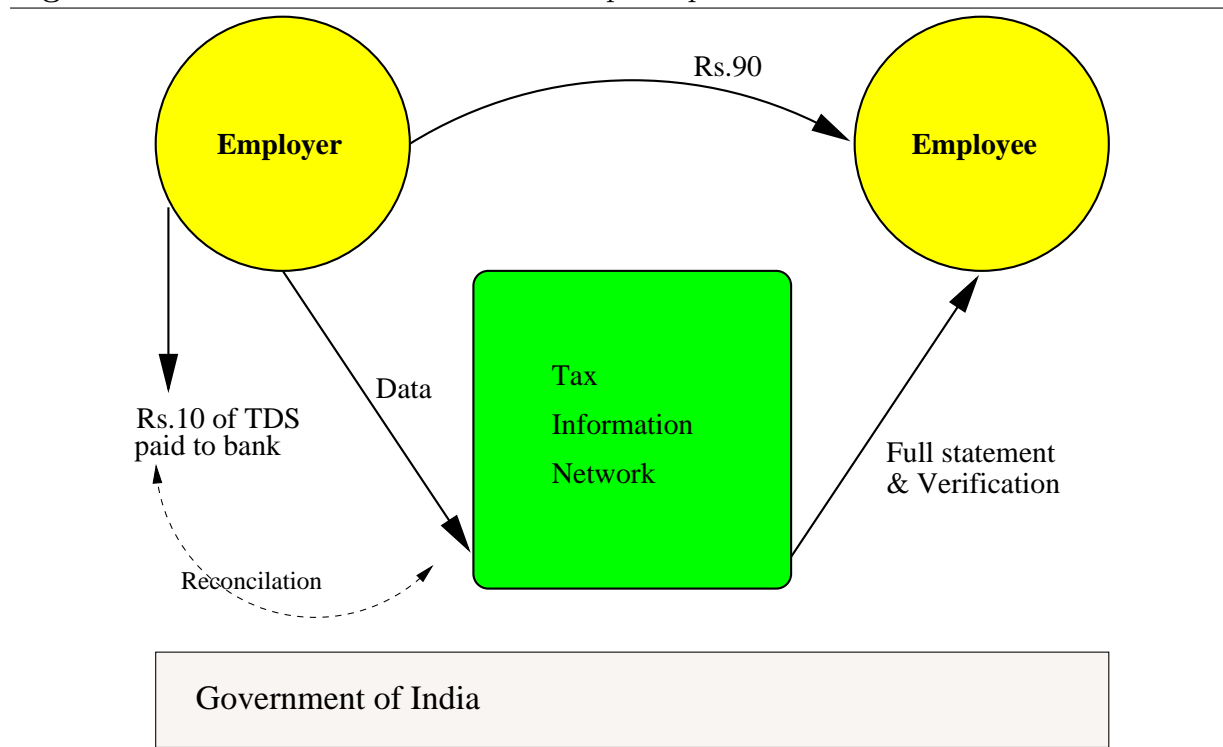 Rs.90
Employer
Employee
Tax
Information
Network
Data
Rs.10 of TDS
paid to bank
Full statement
& Verification
Reconcilation
Government of India